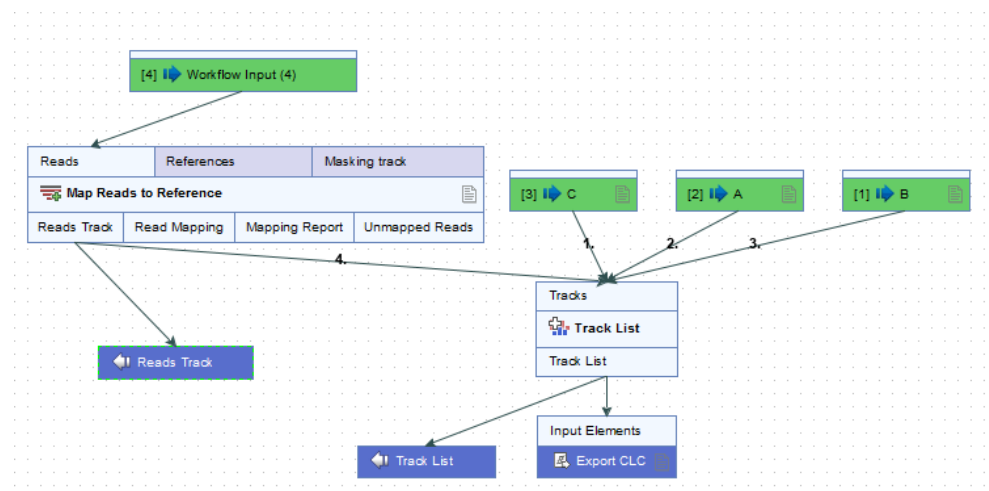 [4] Workflow Input (4)
Reads References Masking track
Map Reads to Reference
[3] C [2] A [1] B
Reads Track Read Mapping Mapping Report Unmapped Reads
1. 2. 3.
4.
Tracks
Track List
Track List
Reads Track
Input Elements
Track List Export CLC